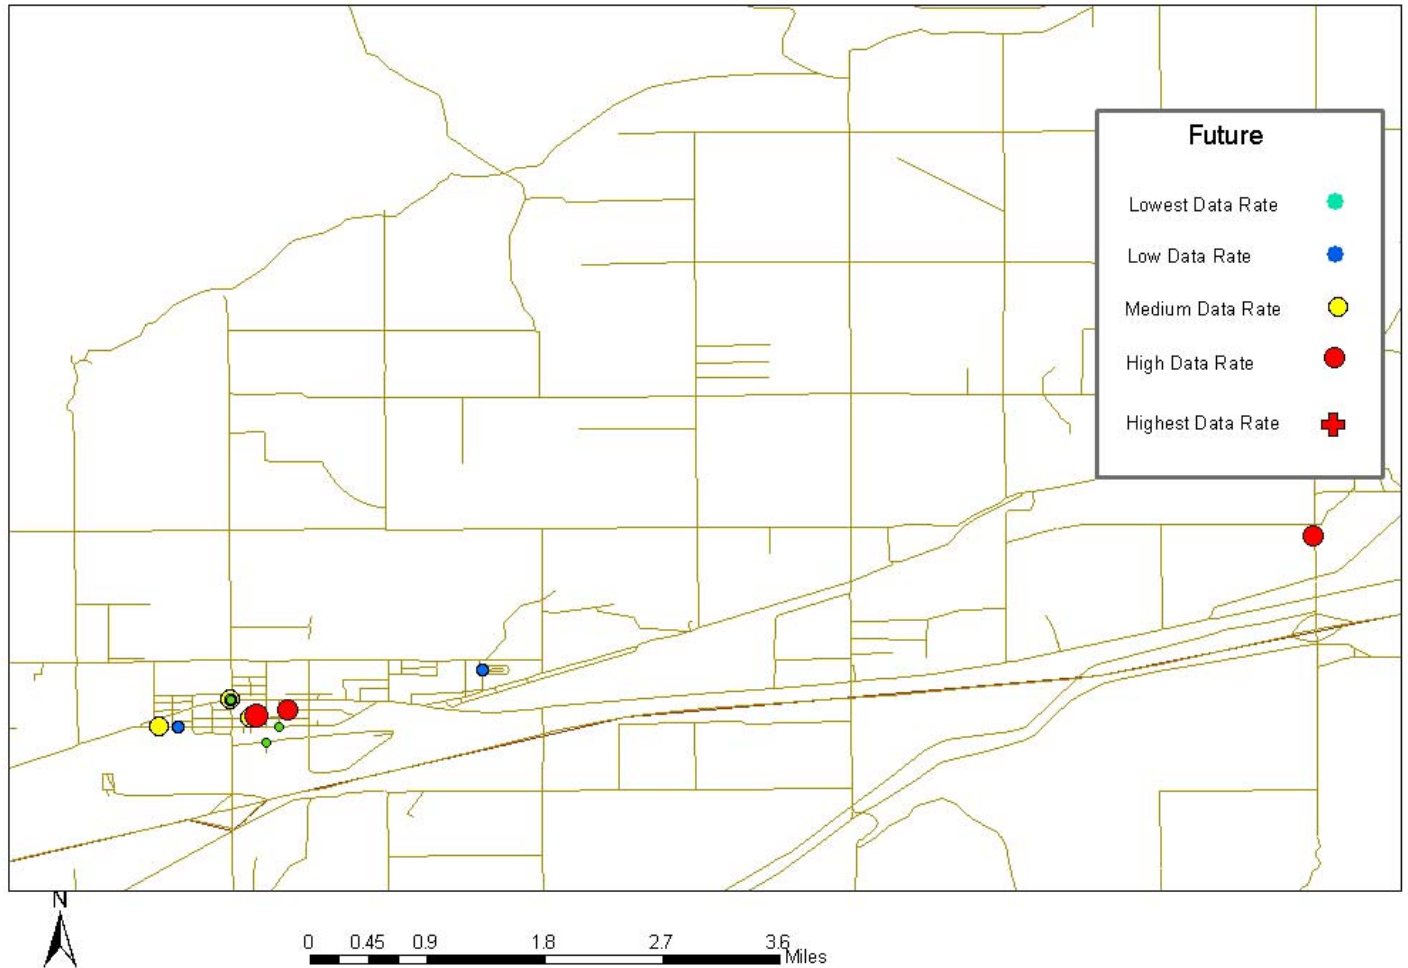 Future
Lowest Data Rate
Low Data Rate
Medium Data Rate
High Data Rate
Highest Data Rate
N
0 0.45 0.9 1.8 2.7 3.6
Miles